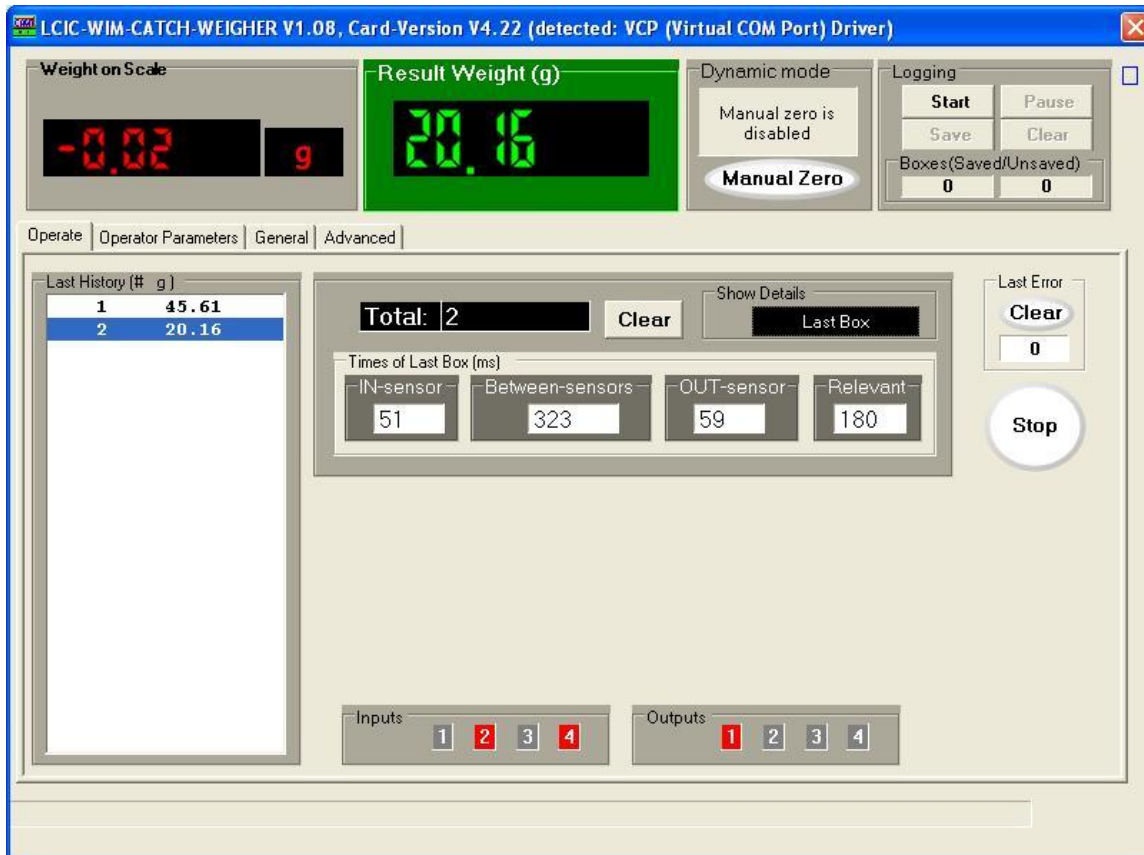 LCIC-WIM-CATCH-WEIGHER V1.08, Card-Version V4.22 (detected: VCP (Virtual COM Port) Driver)
Weight on Scale
-0.02
g
Result Weight (g)
20.16
Dynamic mode
Manual zero is
disabled
Manual Zero
Logging
Start Pause
Save Clear
Boxes(Saved/Unsaved)
0 0
Operate Operator Parameters General Advanced
Last History (# g )
1 45.61
2 20.16
Total: 2
Clear
Show Details
Last Box
Times of Last Box (ms)
IN-sensor Between-sensors OUT-sensor Relevant
51 323 59 180
Last Error
Clear
0
Stop
Inputs
1 2 3 4
Outputs
1 2 3 4